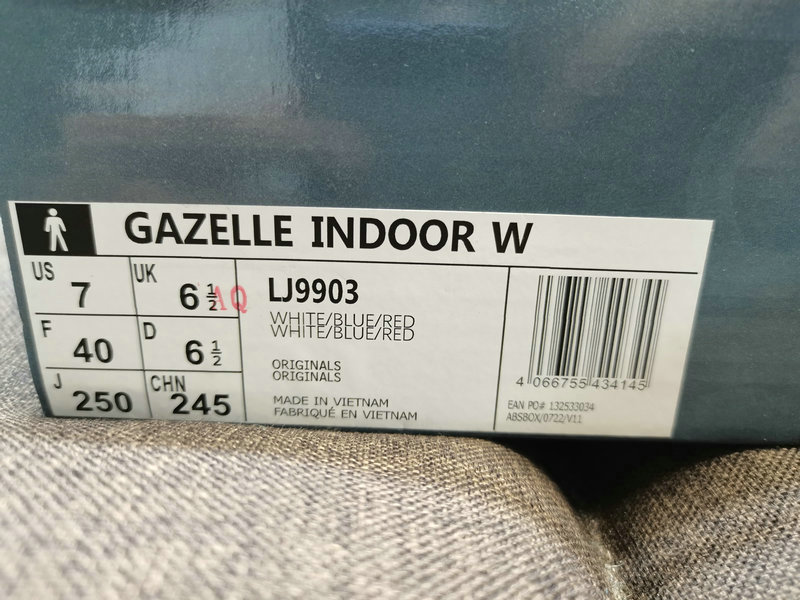 GAZELLE INDOOR W
US 7
UK 6 1/2
AQ
F 40
D 6 1/2
J 250
CHN 245
LJ9903
WHITE/BLUE/RED
WHITE/BLUE/RED
ORIGINALS
ORIGINALS
MADE IN VIETNAM
FABRIQUÉ EN VIETNAM
4 066755 434145
EAN PO# 132533034
ABSBOX/0722/V11